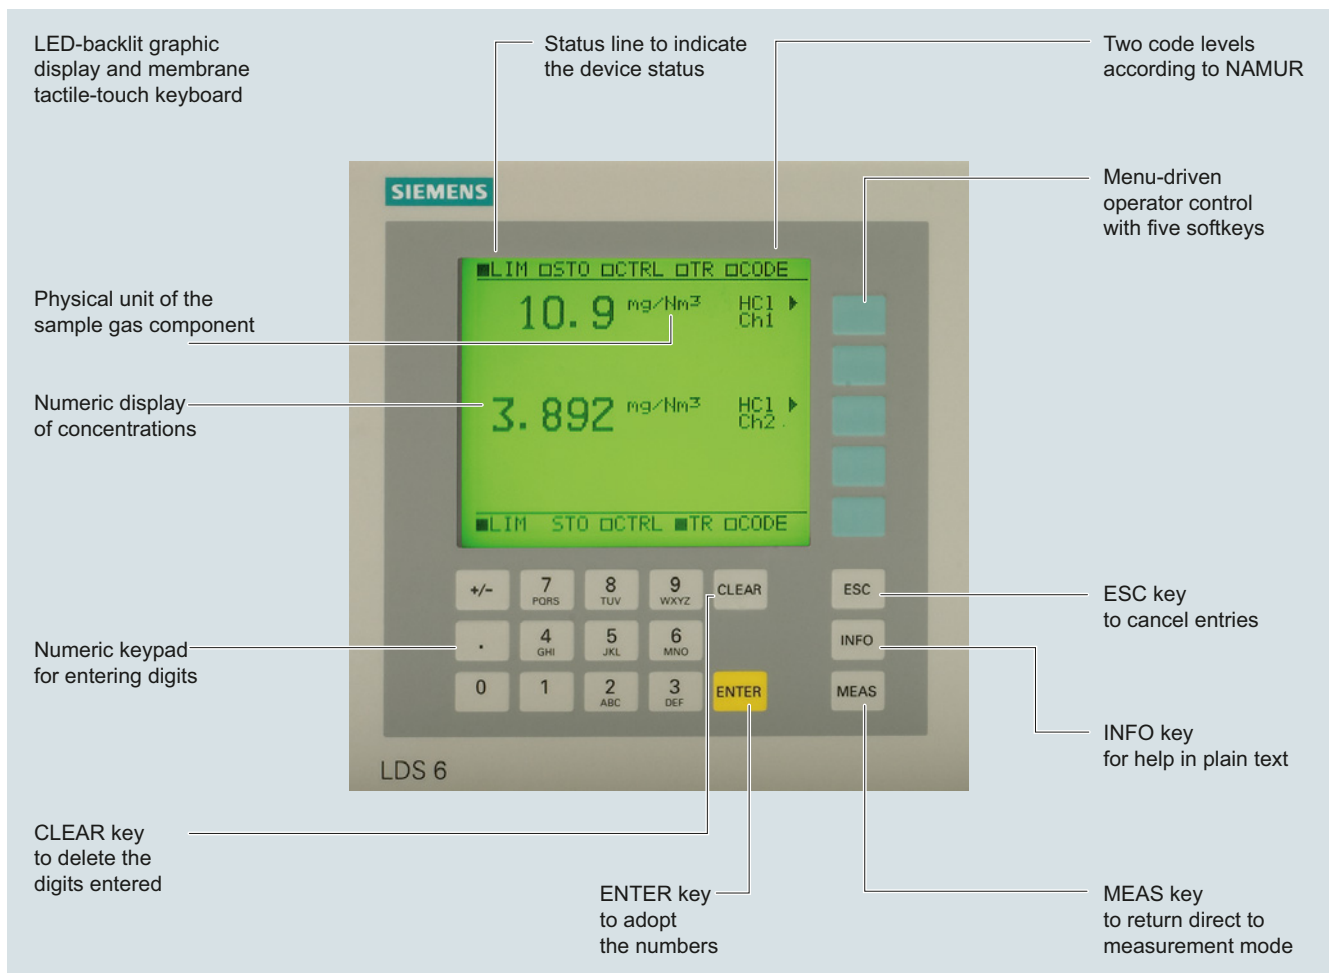 LED-backlit graphic
display and membrane
tactile-touch keyboard
Status line to indicate
the device status
Two code levels
according to NAMUR
Menu-driven
operator control
with five softkeys
Physical unit of the
sample gas component
Numeric display
of concentrations
Numeric keypad
for entering digits
CLEAR key
to delete the
digits entered
ENTER key
to adopt
the numbers
ESC key
to cancel entries
INFO key
for help in plain text
MEAS key
to return direct to
measurement mode
SIEMENS
■LIM □STO □CTRL □TR □CODE
10.9 mg/Nm³ HCl ▶
Ch1
3.892 mg/Nm³ HCl ▶
Ch2
■LIM STO □CTRL ■TR □CODE
+/- 7 8 9 CLEAR ESC
PQRS TUV WXYZ
. 4 5 6 INFO
GHI JKL MNO
0 1 2 3 ENTER MEAS
ABC DEF
LDS 6